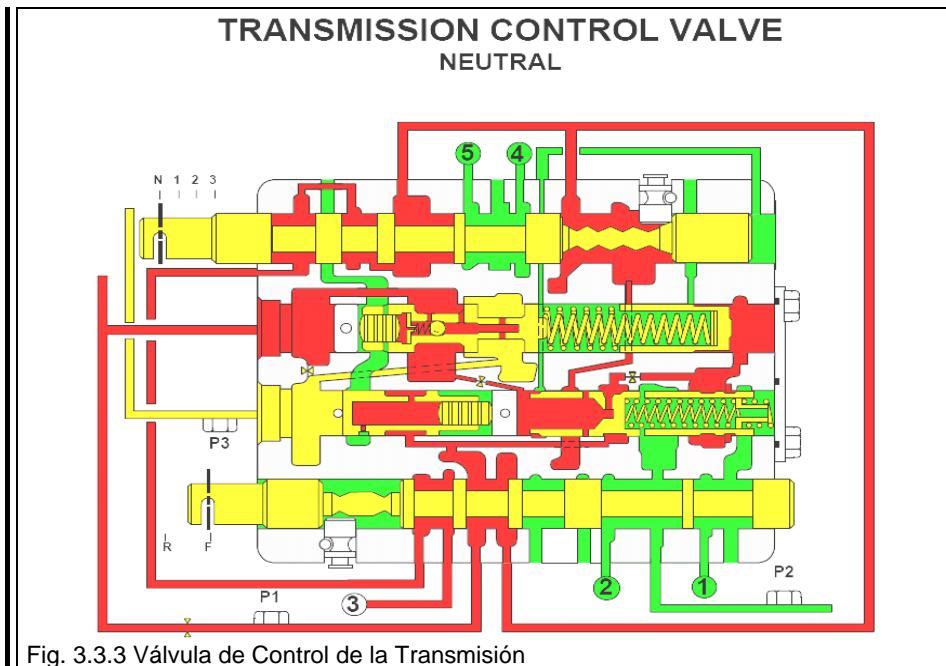 TRANSMISSION CONTROL VALVE
NEUTRAL
5 4
N 1 2 3
P3
R F
P1
3
2
1
P2
Fig. 3.3.3 Válvula de Control de la Transmisión